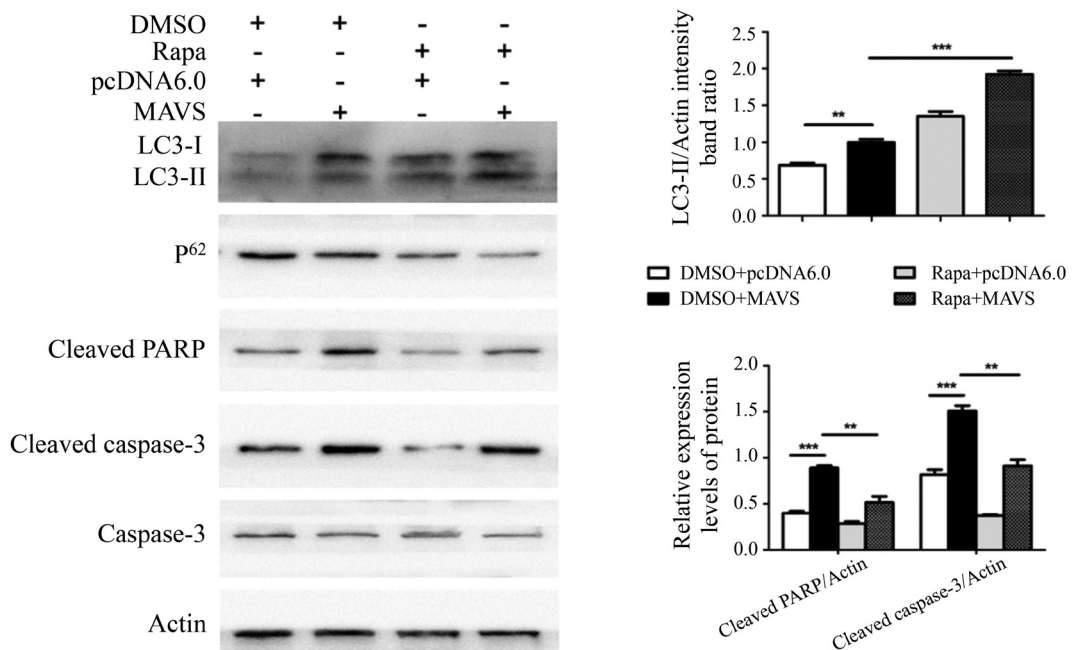 DMSO + + - -
Rapa - - + +
pcDNA6.0 + - + -
MAVS - + - +
LC3-I
LC3-II
P62
Cleaved PARP
Cleaved caspase-3
Caspase-3
Actin
LC3-II/Actin intensity
band ratio
2.5
2.0
1.5
1.0
0.5
0.0
**
***
DMSO+pcDNA6.0
Rapa+pcDNA6.0
DMSO+MAVS
Rapa+MAVS
Relative expression
levels of protein
2.0
1.5
1.0
0.5
0.0
***
**
***
**
Cleaved PARP/Actin
Cleaved caspase-3/Actin